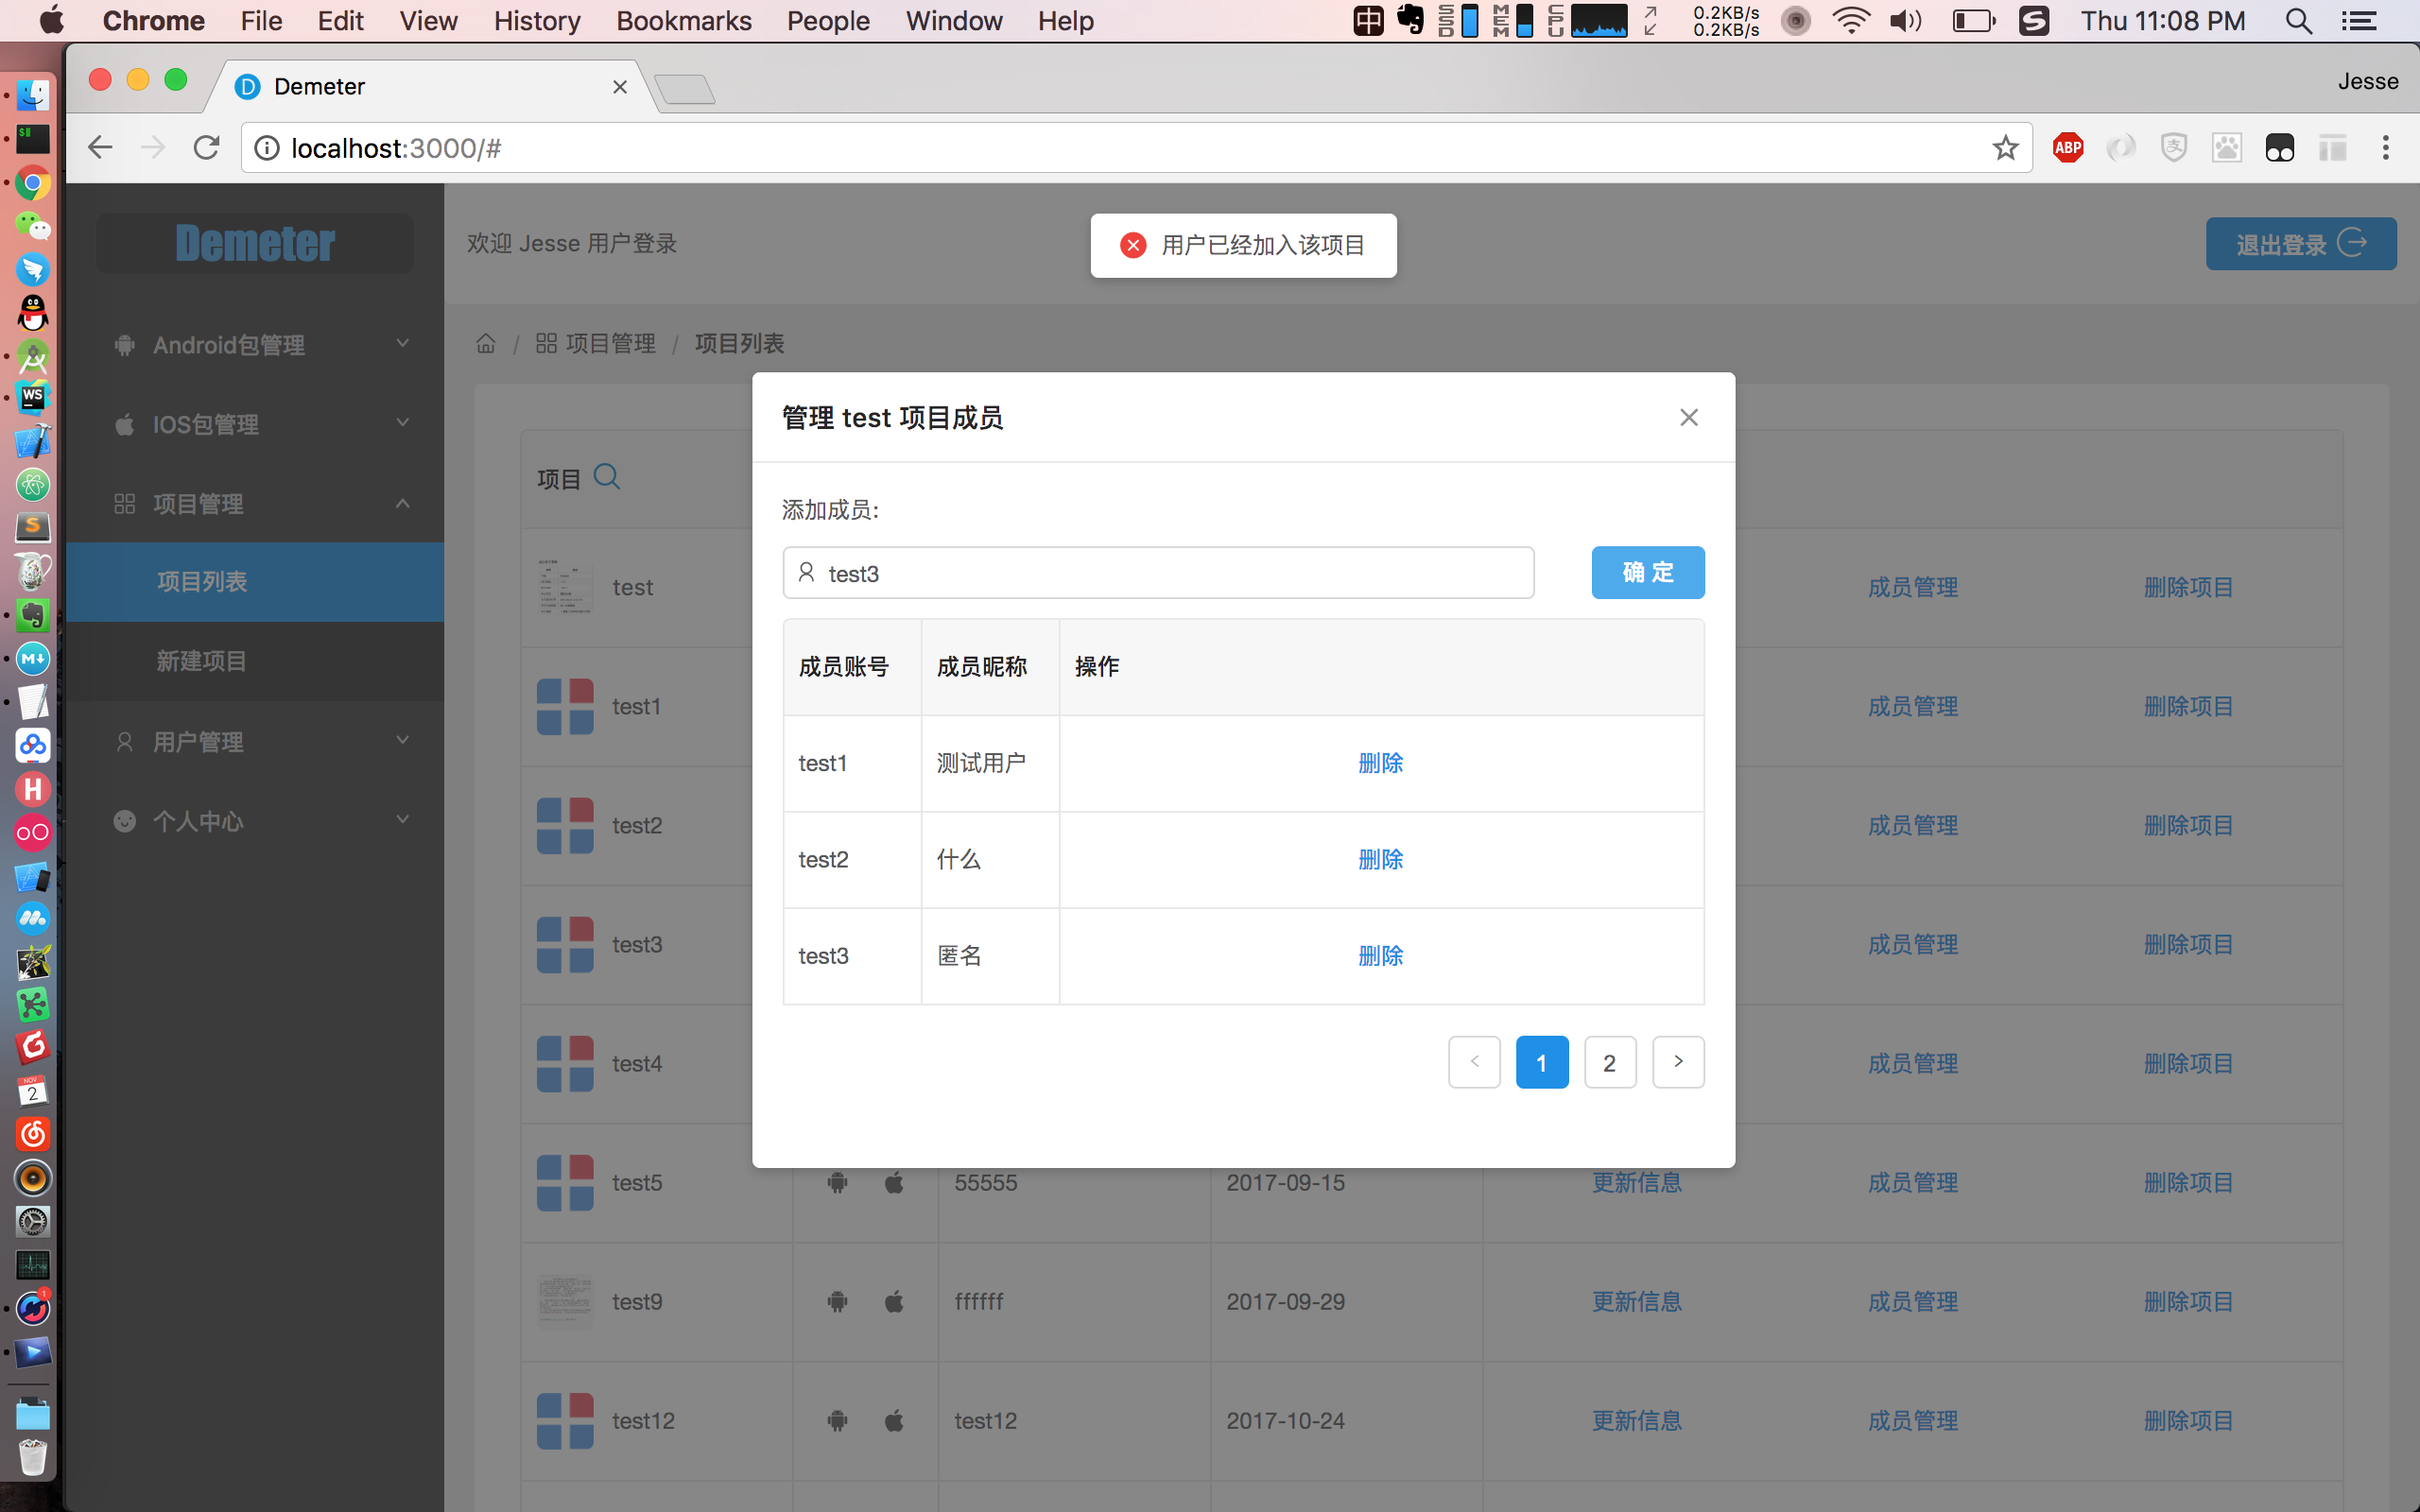 Chrome File Edit View History Bookmarks People Window Help
中 SSD MEM CPU 0.2KB/s 0.2KB/s S Thu 11:08 PM
Demeter
Jesse
localhost:3000/#
ABP
Demeter
欢迎 Jesse 用户登录
用户已经加入该项目
退出登录
Android包管理
IOS包管理
项目管理
项目列表
新建项目
用户管理
个人中心
/ 项目管理 / 项目列表
管理 test 项目成员
添加成员:
test3
确 定
成员账号 成员昵称 操作
test1 测试用户 删除
test2 什么 删除
test3 匿名 删除
< 1 2 >
项目
test 成员管理 删除项目
test1 成员管理 删除项目
test2 成员管理 删除项目
test3 成员管理 删除项目
test4 成员管理 删除项目
test5 55555 2017-09-15 更新信息 成员管理 删除项目
test9 ffffff 2017-09-29 更新信息 成员管理 删除项目
test12 test12 2017-10-24 更新信息 成员管理 删除项目
WS
S
M
H
NOV
2
1